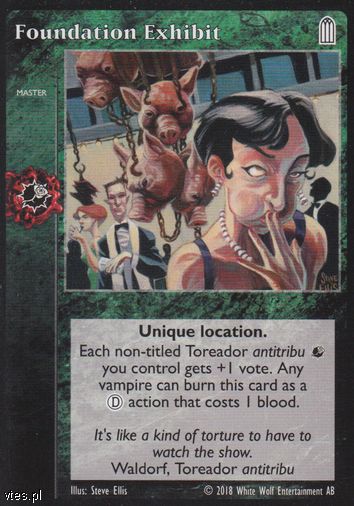 Foundation Exhibit
MASTER
STEVE ELLIS
Unique location.
Each non-titled Toreador antitribu
you control gets +1 vote. Any
vampire can burn this card as a
D action that costs 1 blood.
It's like a kind of torture to have to
watch the show.
Waldorf, Toreador antitribu
Illus: Steve Ellis © 2018 White Wolf Entertainment AB
vtes.pl